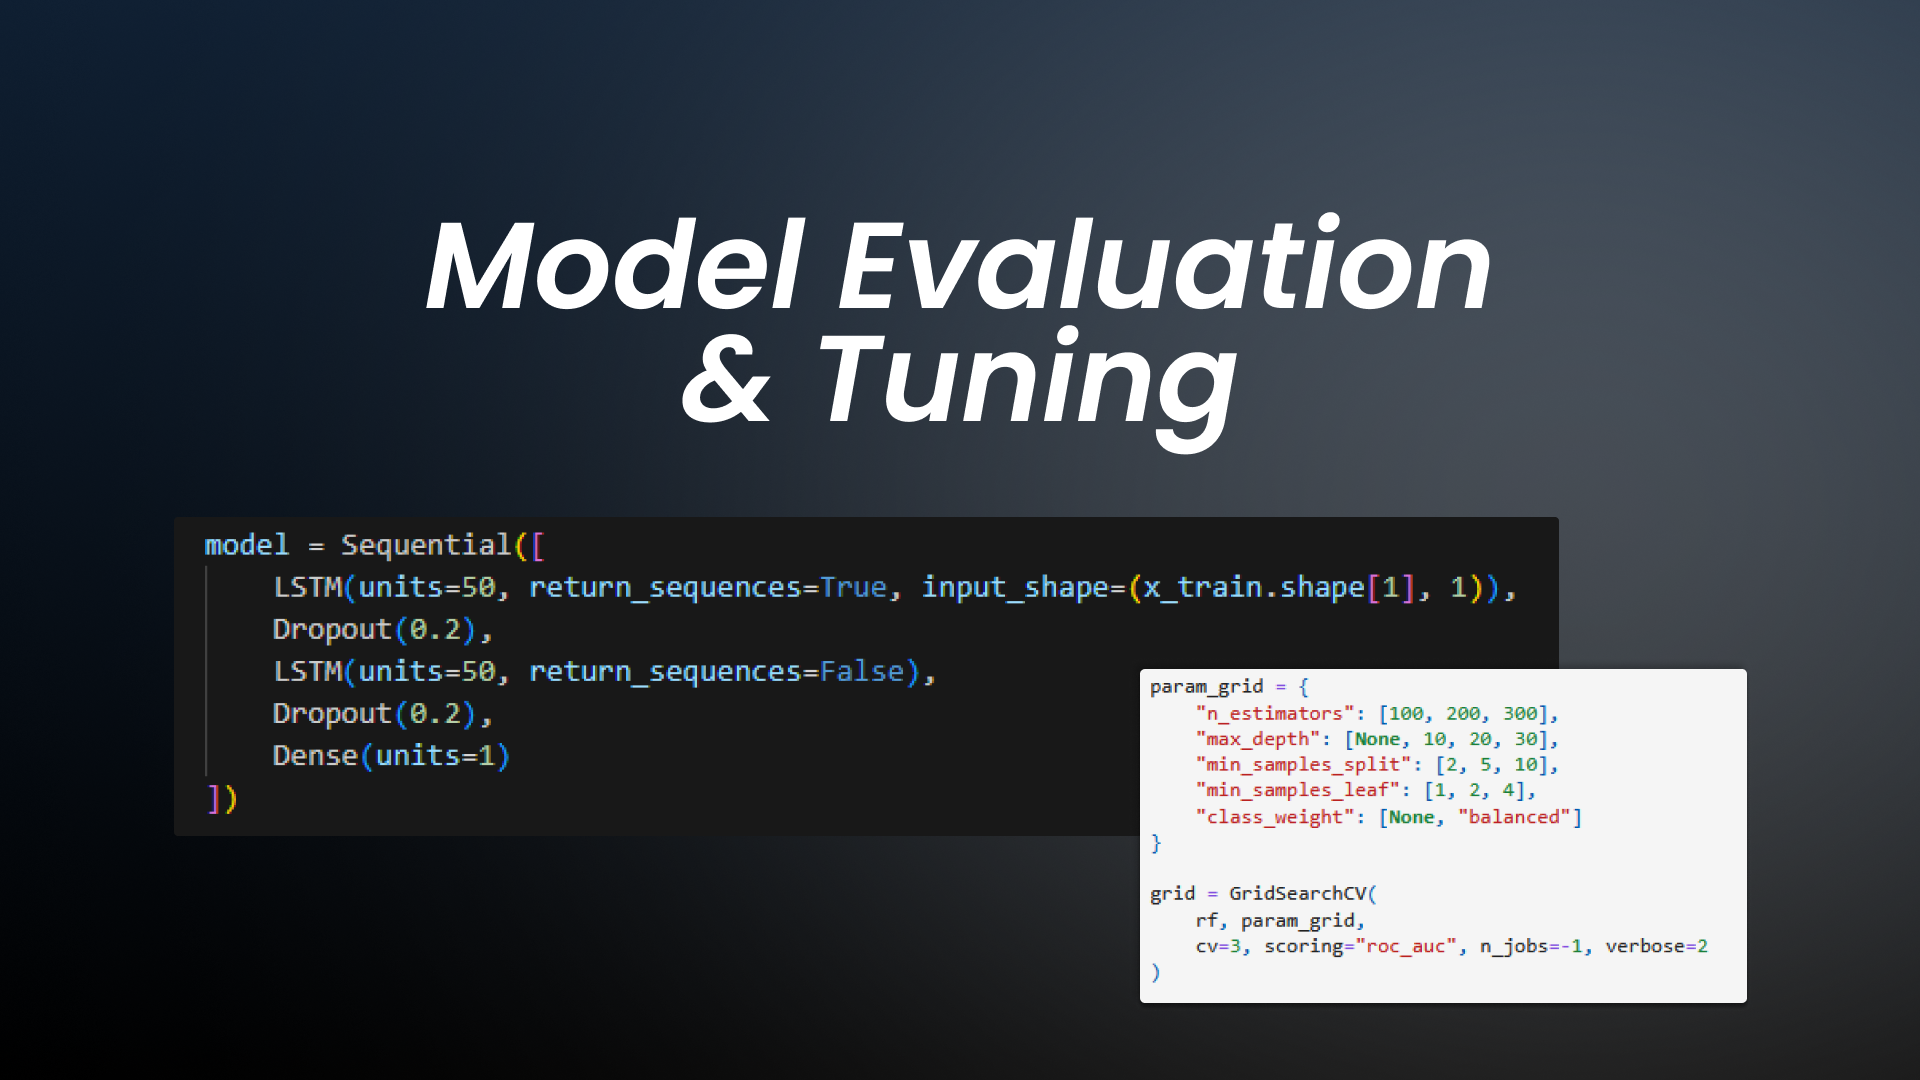 Model Evaluation
& Tuning
model = Sequential([
    LSTM(units=50, return_sequences=True, input_shape=(x_train.shape[1], 1)),
    Dropout(0.2),
    LSTM(units=50, return_sequences=False),
    Dropout(0.2),
    Dense(units=1)
])
param_grid = {
    "n_estimators": [100, 200, 300],
    "max_depth": [None, 10, 20, 30],
    "min_samples_split": [2, 5, 10],
    "min_samples_leaf": [1, 2, 4],
    "class_weight": [None, "balanced"]
}
grid = GridSearchCV(
    rf, param_grid,
    cv=3, scoring="roc_auc", n_jobs=-1, verbose=2
)